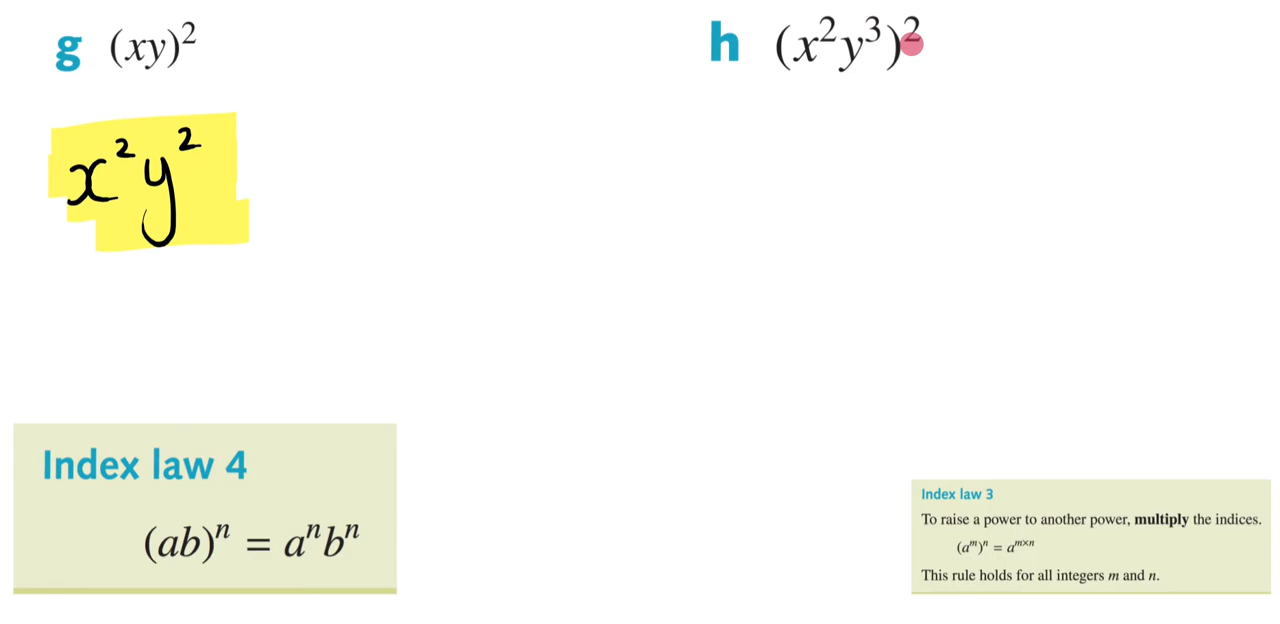 g (xy)²
h (x²y³)²
x²y²
Index law 4
(ab)ⁿ = aⁿbⁿ
Index law 3
To raise a power to another power, multiply the indices.
(aᵐ)ⁿ = aᵐˣⁿ
This rule holds for all integers m and n.